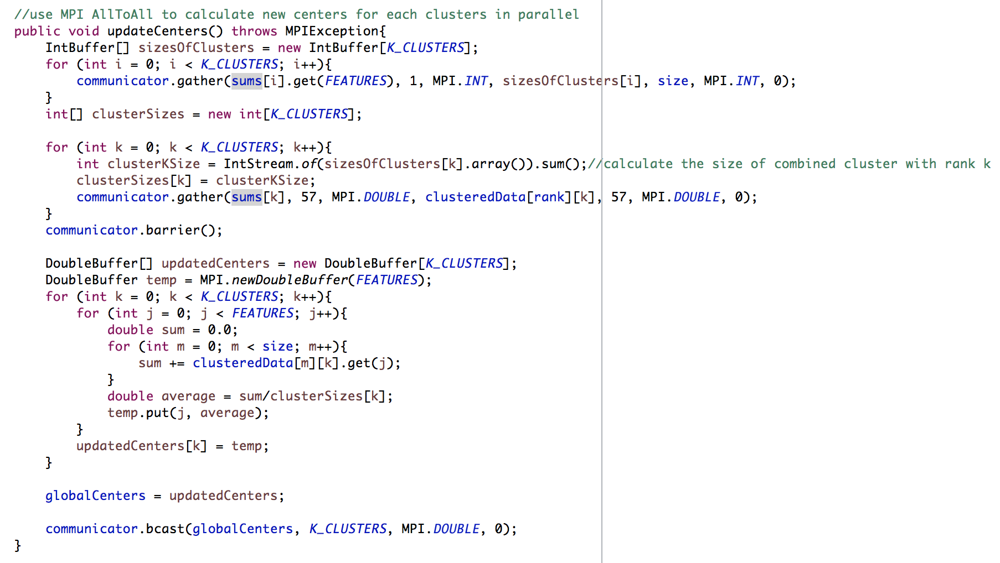 //use MPI AllToAll to calculate new centers for each clusters in parallel
public void updateCenters() throws MPIException{
    IntBuffer[] sizesOfClusters = new IntBuffer[K_CLUSTERS];
    for (int i = 0; i < K_CLUSTERS; i++){
        communicator.gather(sums[i].get(FEATURES), 1, MPI.INT, sizesOfClusters[i], size, MPI.INT, 0);
    }
    int[] clusterSizes = new int[K_CLUSTERS];

    for (int k = 0; k < K_CLUSTERS; k++){
        int clusterKSize = IntStream.of(sizesOfClusters[k].array()).sum();//calculate the size of combined cluster with rank k
        clusterSizes[k] = clusterKSize;
        communicator.gather(sums[k], 57, MPI.DOUBLE, clusteredData[rank][k], 57, MPI.DOUBLE, 0);
    }
    communicator.barrier();

    DoubleBuffer[] updatedCenters = new DoubleBuffer[K_CLUSTERS];
    DoubleBuffer temp = MPI.newDoubleBuffer(FEATURES);
    for (int k = 0; k < K_CLUSTERS; k++){
        for (int j = 0; j < FEATURES; j++){
            double sum = 0.0;
            for (int m = 0; m < size; m++){
                sum += clusteredData[m][k].get(j);
            }
            double average = sum/clusterSizes[k];
            temp.put(j, average);
        }
        updatedCenters[k] = temp;
    }

    globalCenters = updatedCenters;

    communicator.bcast(globalCenters, K_CLUSTERS, MPI.DOUBLE, 0);
}